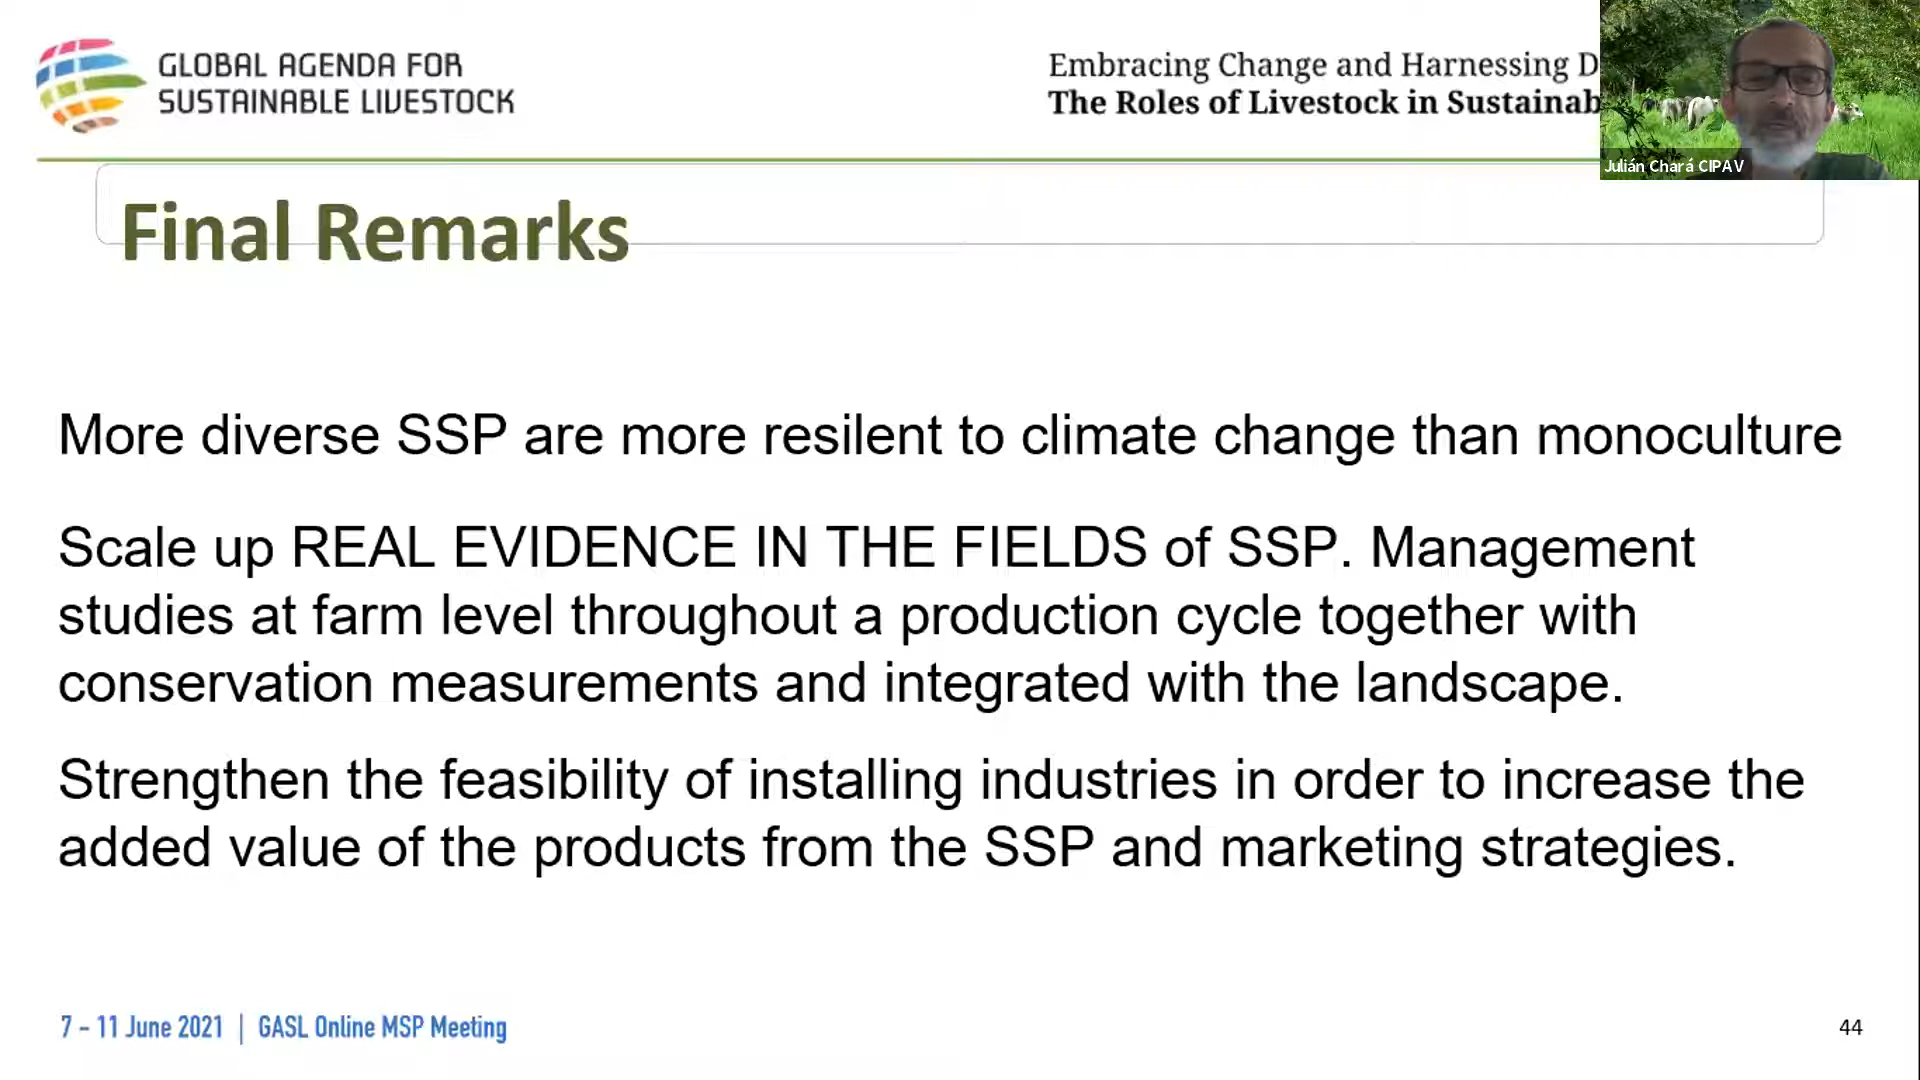 GLOBAL AGENDA FOR
SUSTAINABLE LIVESTOCK
Embracing Change and Harnessing D
The Roles of Livestock in Sustainab
Julián Chará CIPAV
Final Remarks
More diverse SSP are more resilent to climate change than monoculture
Scale up REAL EVIDENCE IN THE FIELDS of SSP. Management
studies at farm level throughout a production cycle together with
conservation measurements and integrated with the landscape.
Strengthen the feasibility of installing industries in order to increase the
added value of the products from the SSP and marketing strategies.
7 – 11 June 2021 | GASL Online MSP Meeting
44